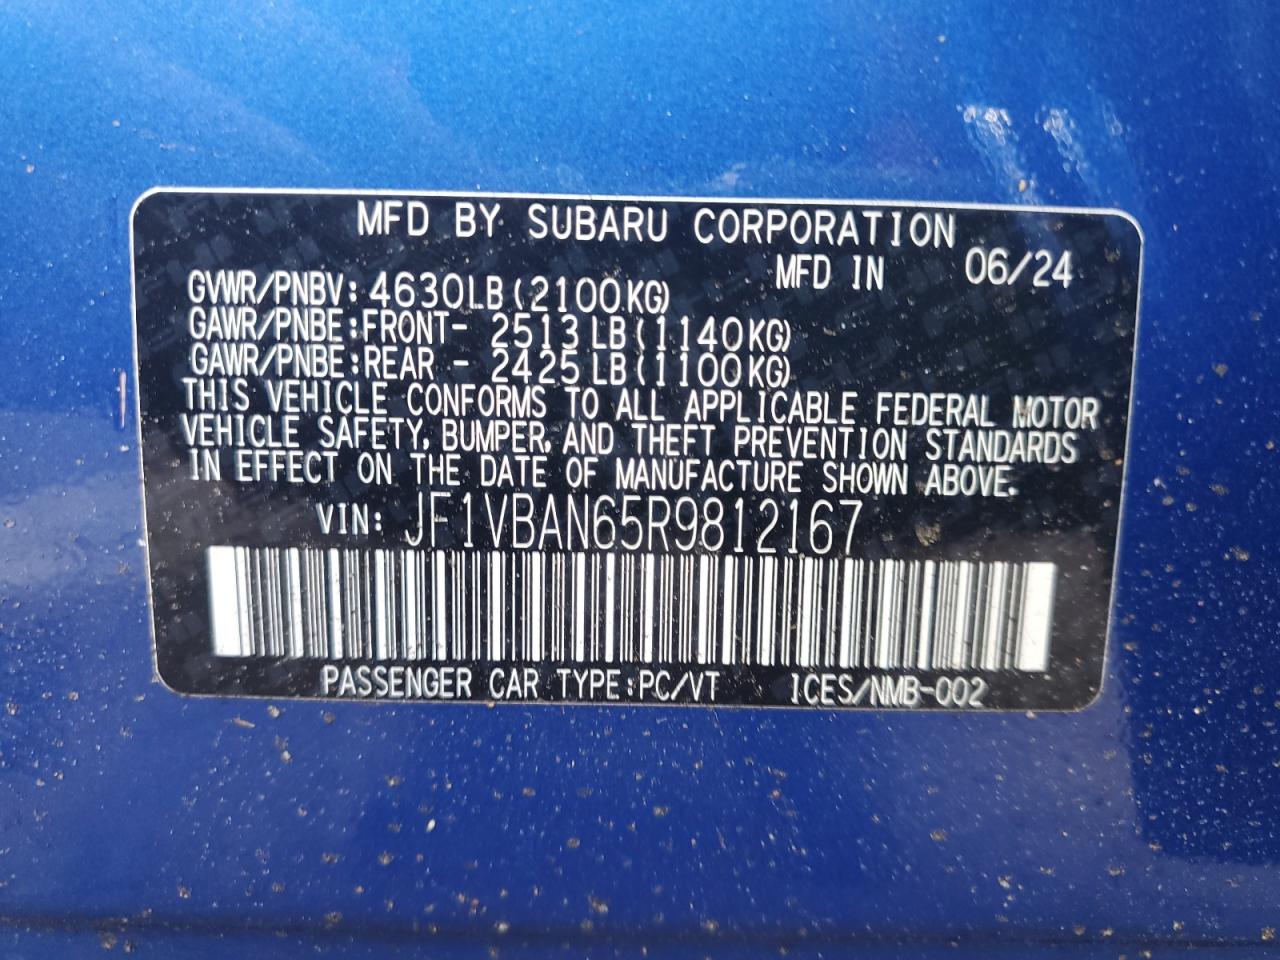 MFD BY SUBARU CORPORATION
MFD IN 06/24
GVWR/PNBV: 4630LB(2100KG)
GAWR/PNBE:FRONT- 2513LB(1140KG)
GAWR/PNBE:REAR - 2425LB(1100KG)
THIS VEHICLE CONFORMS TO ALL APPLICABLE FEDERAL MOTOR
VEHICLE SAFETY, BUMPER, AND THEFT PREVENTION STANDARDS
IN EFFECT ON THE DATE OF MANUFACTURE SHOWN ABOVE.
VIN: JF1VBAN65R9812167
PASSENGER CAR TYPE:PC/VT ICES/NMB-002